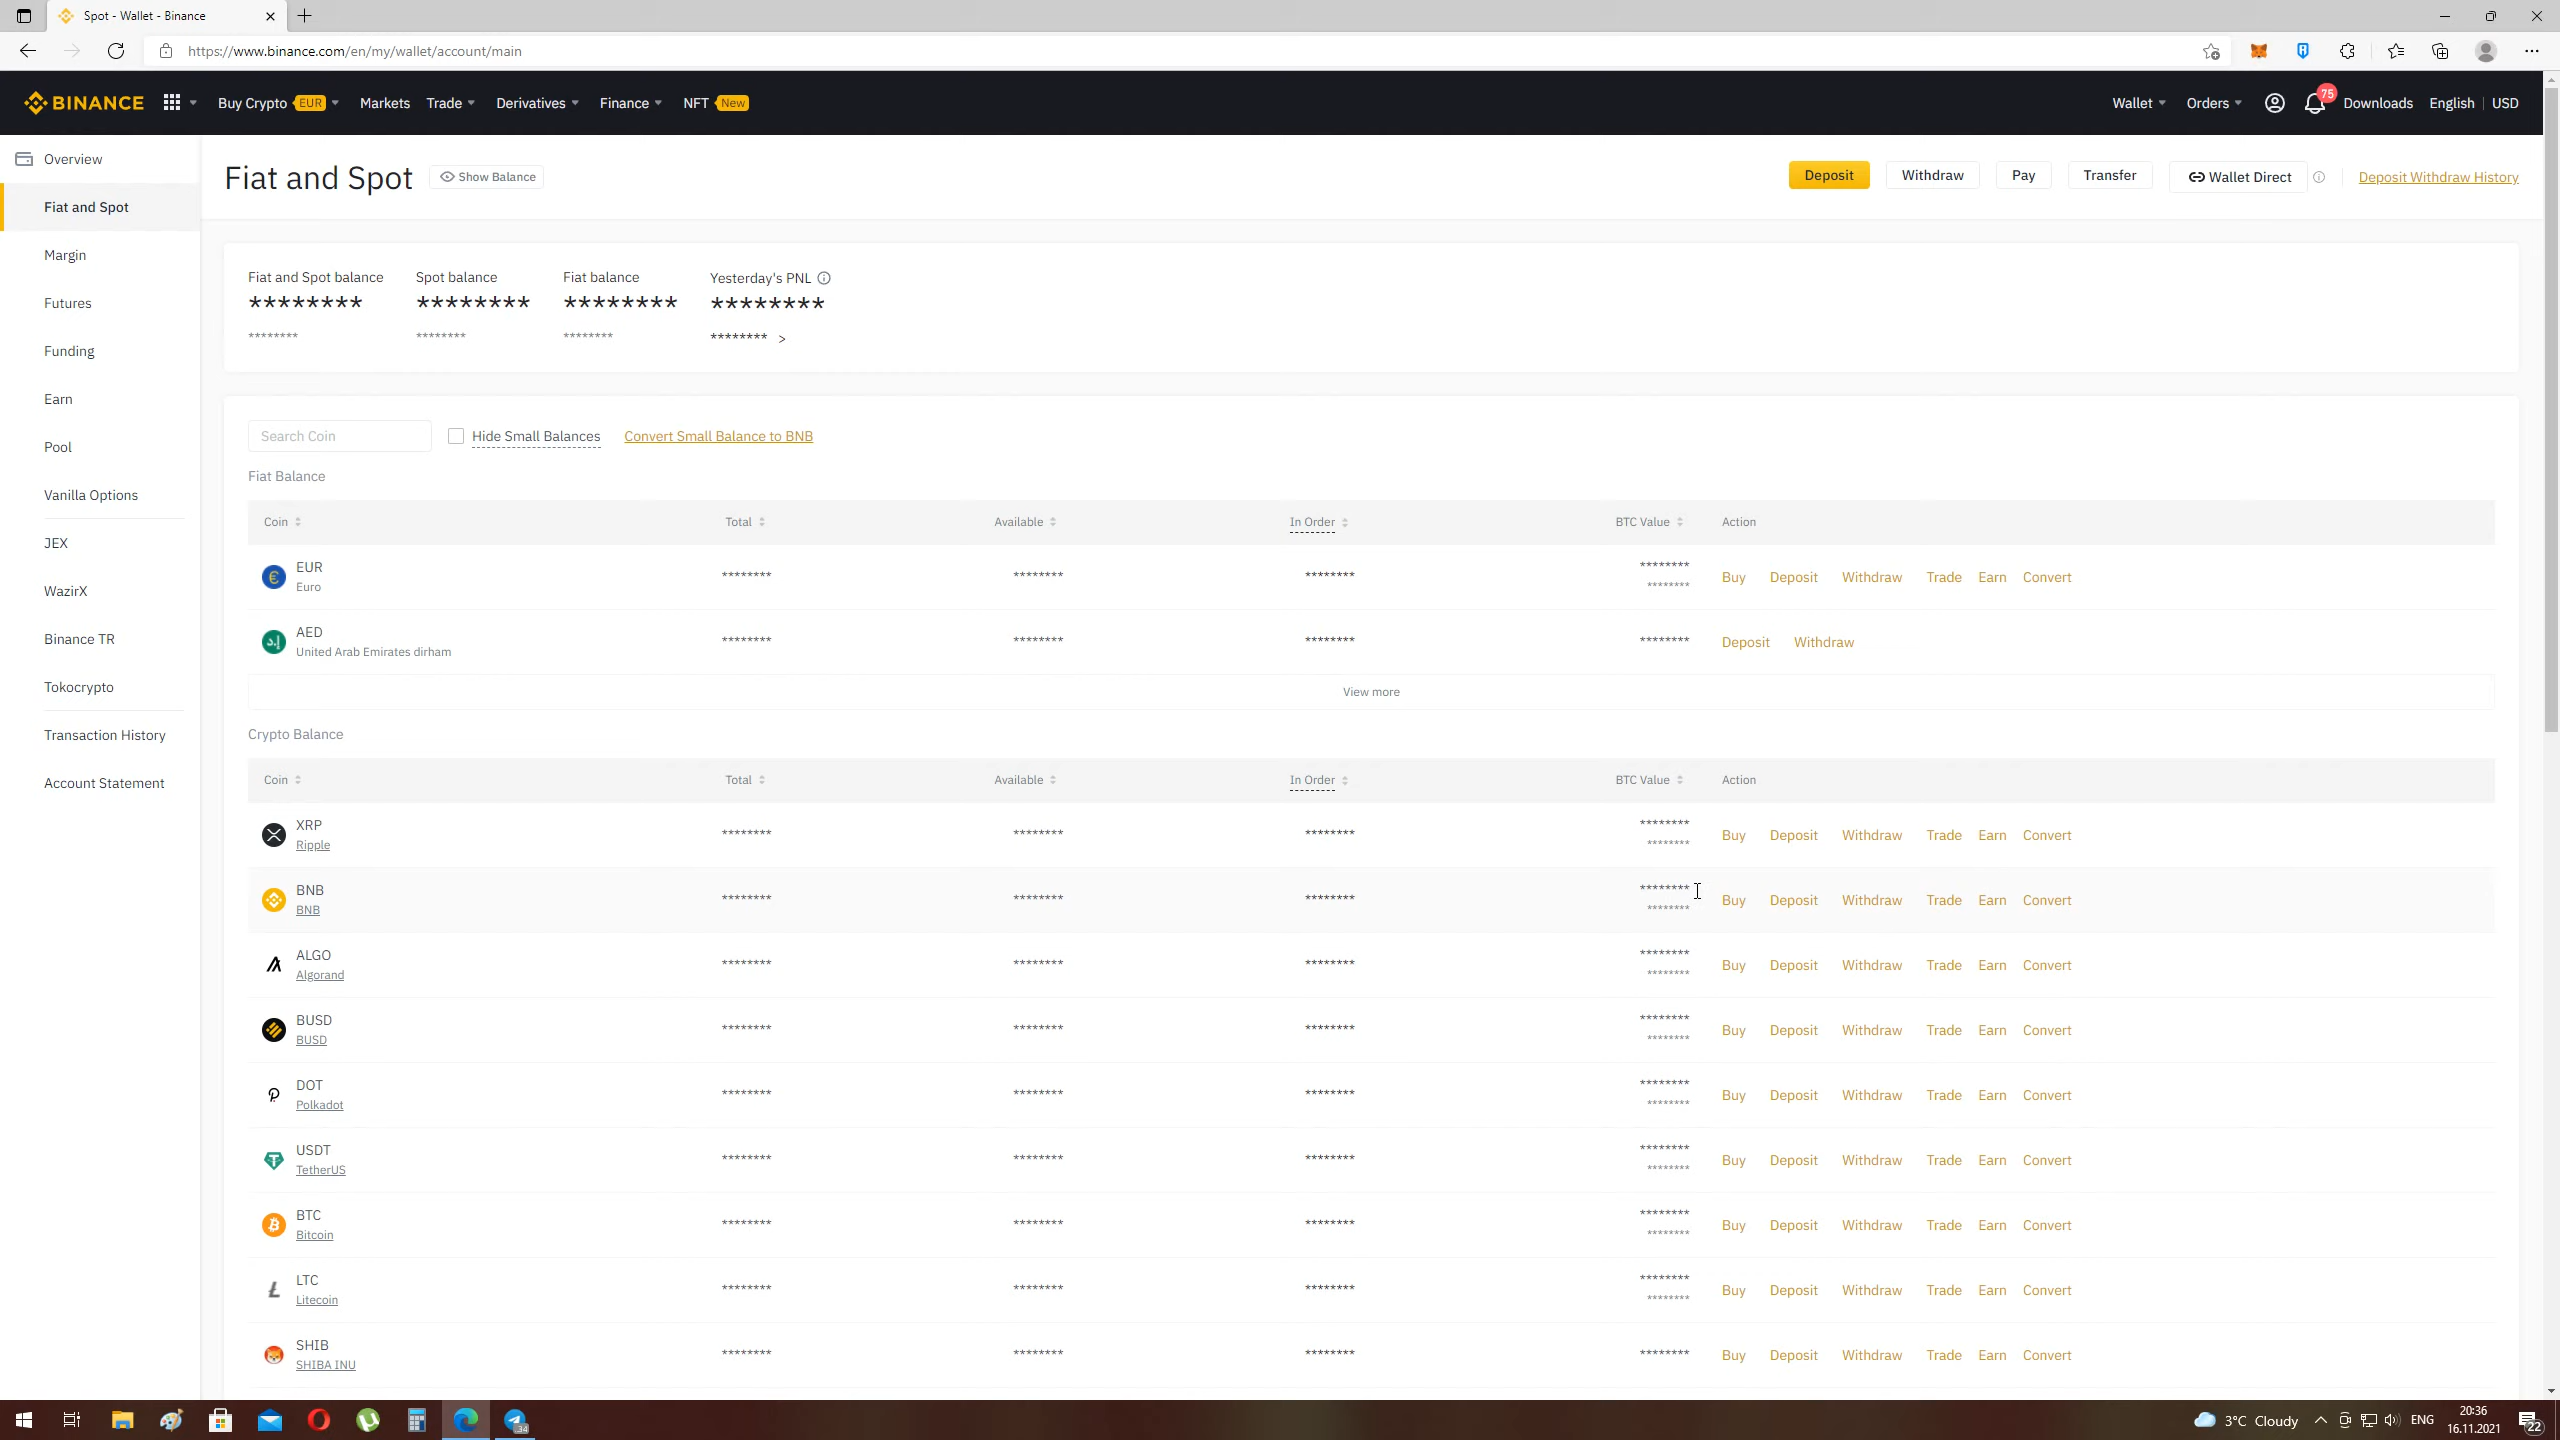 Spot - Wallet - Binance
https://www.binance.com/en/my/wallet/account/main
BINANCE Buy Crypto EUR Markets Trade Derivatives Finance NFT New Wallet Orders 75 Downloads English USD
Overview
Fiat and Spot
Margin
Futures
Funding
Earn
Pool
Vanilla Options
JEX
WazirX
Binance TR
Tokocrypto
Transaction History
Account Statement
Fiat and Spot Show Balance Deposit Withdraw Pay Transfer Wallet Direct Deposit Withdraw History
Fiat and Spot balance Spot balance Fiat balance Yesterday's PNL
******** ******** ******** ********
******** ******** ******** ******** >
Search Coin Hide Small Balances Convert Small Balance to BNB
Fiat Balance
Coin Total Available In Order BTC Value Action
EUR
Euro
******** ******** ******** ********
********
Buy Deposit Withdraw Trade Earn Convert
AED
United Arab Emirates dirham
******** ******** ******** ********
Deposit Withdraw
View more
Crypto Balance
Coin Total Available In Order BTC Value Action
XRP
Ripple
******** ******** ******** ********
********
Buy Deposit Withdraw Trade Earn Convert
BNB
BNB
******** ******** ******** ********
********
Buy Deposit Withdraw Trade Earn Convert
ALGO
Algorand
******** ******** ******** ********
********
Buy Deposit Withdraw Trade Earn Convert
BUSD
BUSD
******** ******** ******** ********
********
Buy Deposit Withdraw Trade Earn Convert
DOT
Polkadot
******** ******** ******** ********
********
Buy Deposit Withdraw Trade Earn Convert
USDT
TetherUS
******** ******** ******** ********
********
Buy Deposit Withdraw Trade Earn Convert
BTC
Bitcoin
******** ******** ******** ********
********
Buy Deposit Withdraw Trade Earn Convert
LTC
Litecoin
******** ******** ******** ********
********
Buy Deposit Withdraw Trade Earn Convert
SHIB
SHIBA INU
******** ******** ******** ********
Buy Deposit Withdraw Trade Earn Convert
34
3°C Cloudy ENG
20:36
16.11.2021
22